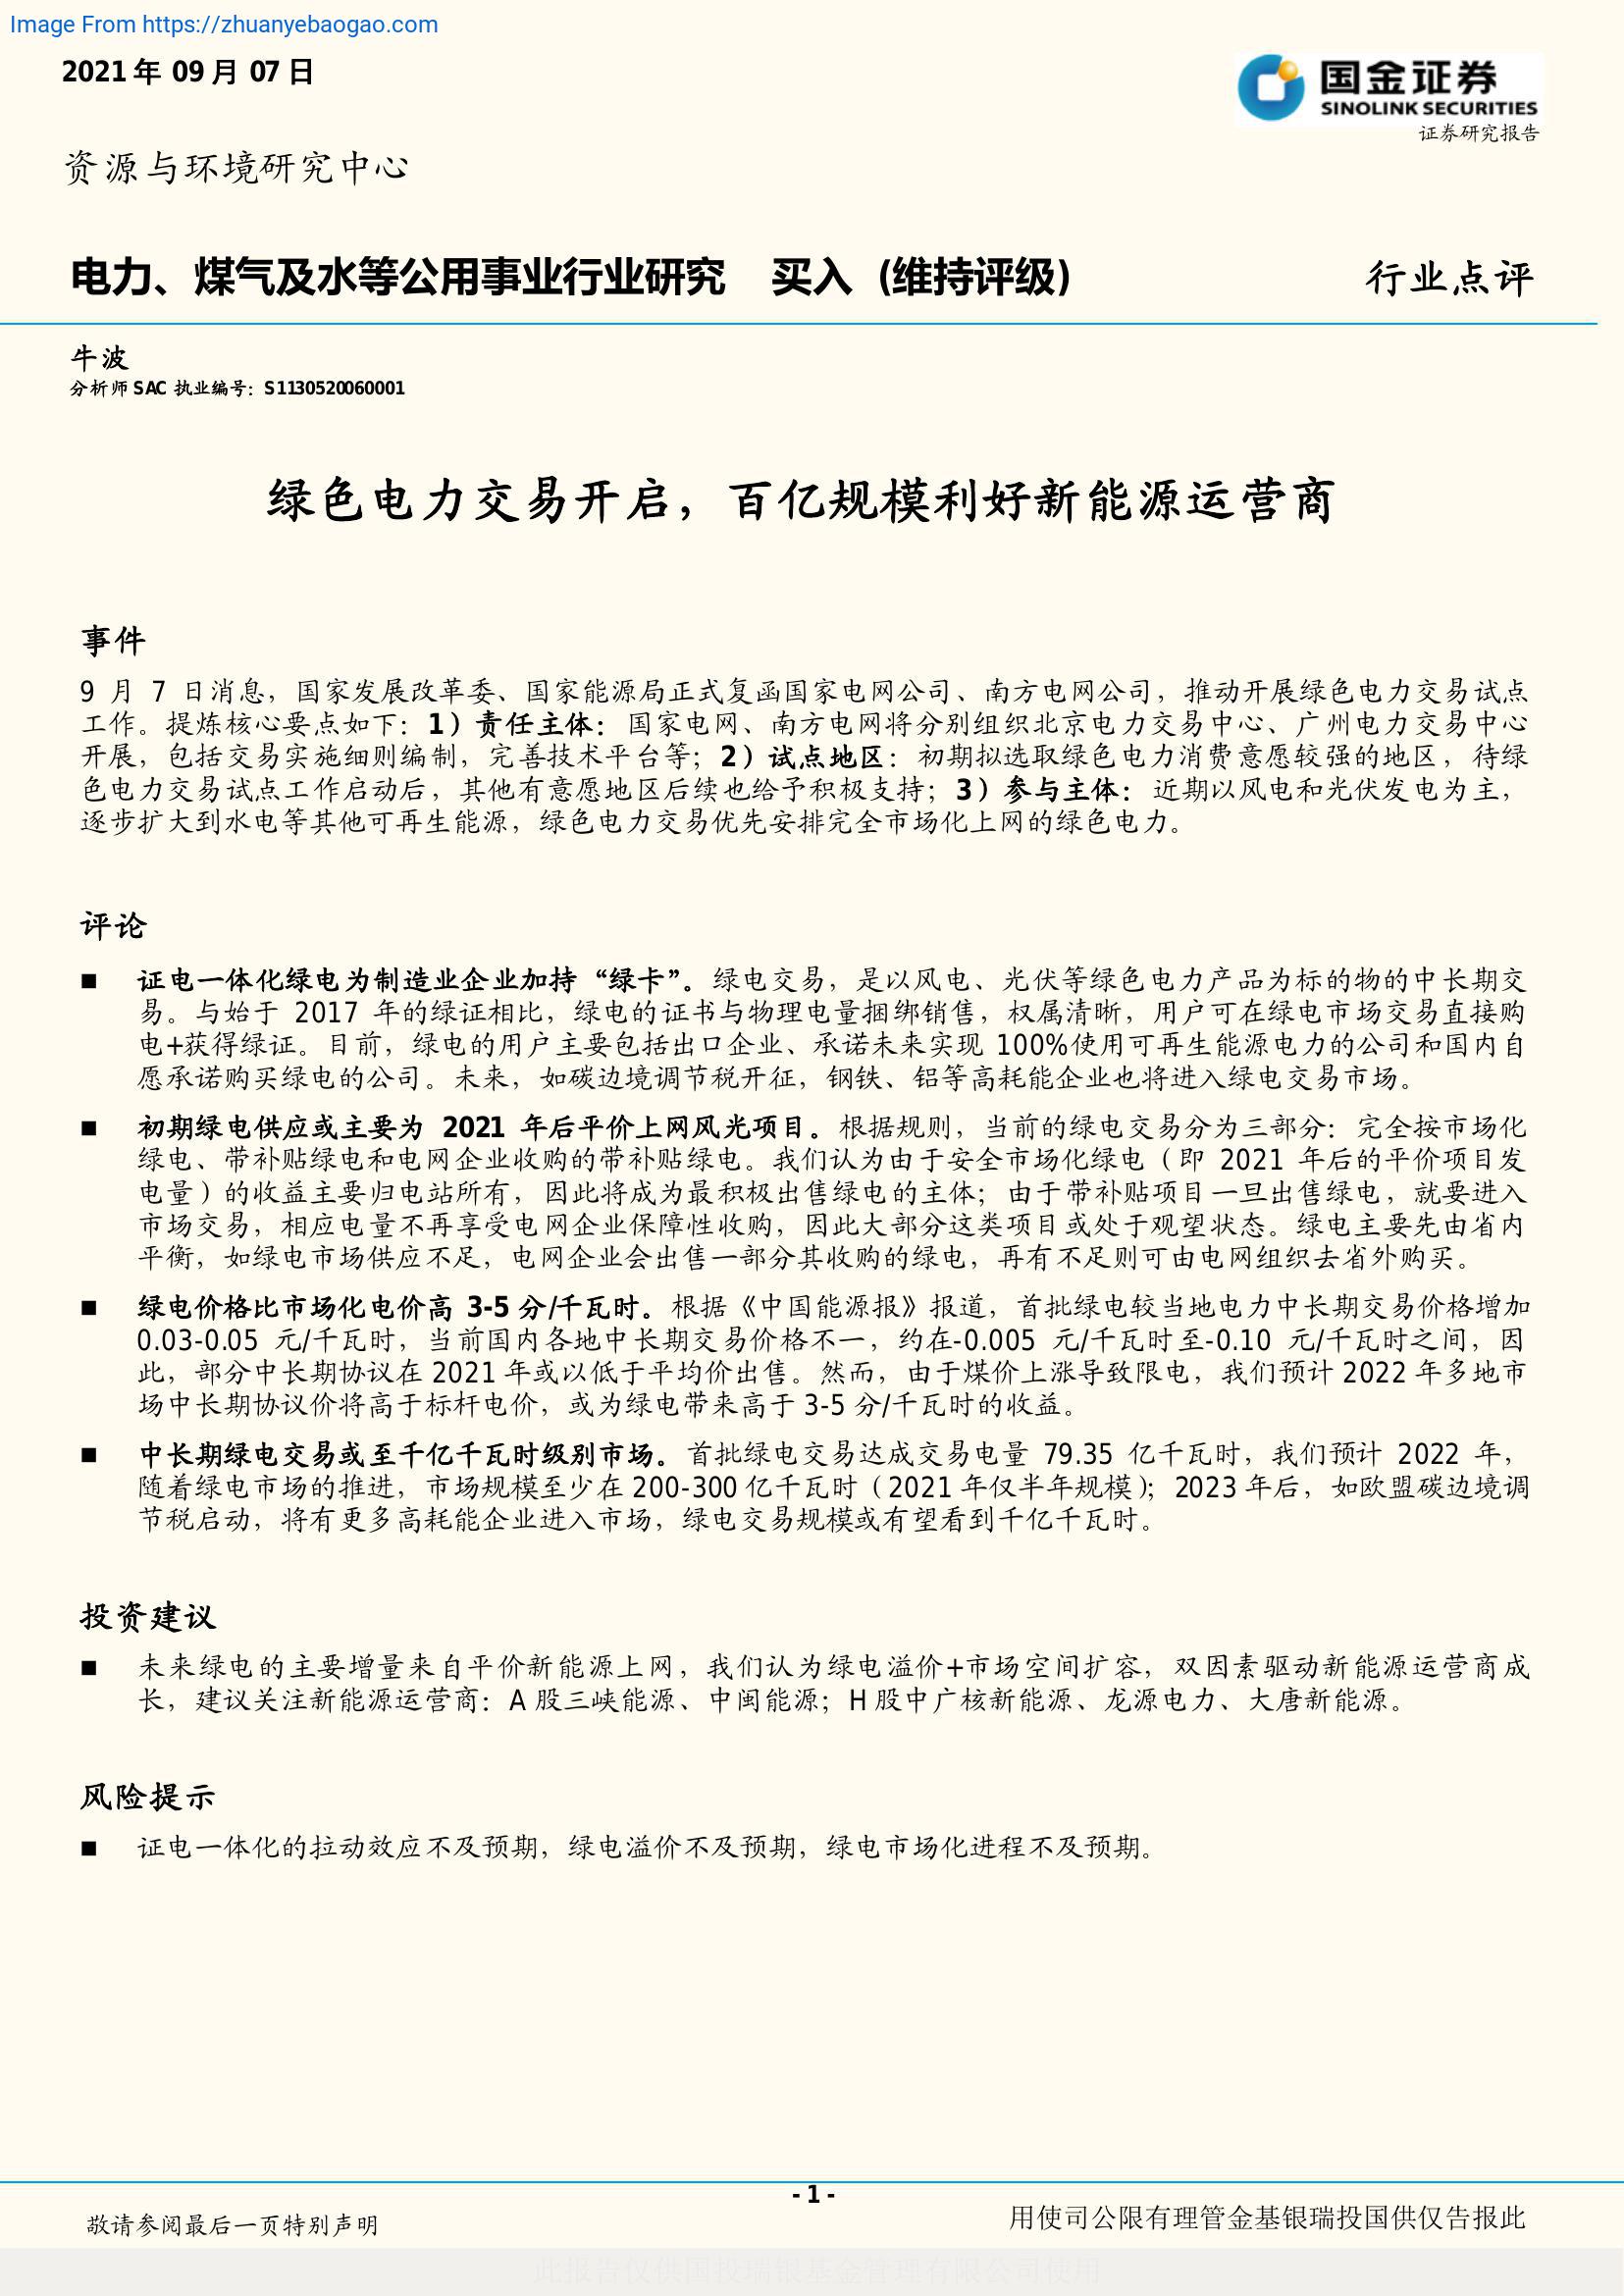 Image From https://zhuanyebaogao.com
2021 年 09 月 07 日
国金证券
SINOLINK SECURITIES
证券研究报告
资源与环境研究中心
电力、煤气及水等公用事业行业研究 买入 (维持评级) 行业点评
牛波
分析师 SAC 执业编号：S1130520060001
绿色电力交易开启，百亿规模利好新能源运营商
事件
9 月 7 日消息，国家发展改革委、国家能源局正式复函国家电网公司、南方电网公司，推动开展绿色电力交易试点
工作。提炼核心要点如下：1）责任主体：国家电网、南方电网将分别组织北京电力交易中心、广州电力交易中心
开展，包括交易实施细则编制，完善技术平台等；2）试点地区：初期拟选取绿色电力消费意愿较强的地区，待绿
色电力交易试点工作启动后，其他有意愿地区后续也给予积极支持；3）参与主体：近期以风电和光伏发电为主，
逐步扩大到水电等其他可再生能源，绿色电力交易优先安排完全市场化上网的绿色电力。
评论
■ 证电一体化绿电为制造业企业加持“绿卡”。绿电交易，是以风电、光伏等绿色电力产品为标的物的中长期交
易。与始于 2017 年的绿证相比，绿电的证书与物理电量捆绑销售，权属清晰，用户可在绿电市场交易直接购
电+获得绿证。目前，绿电的用户主要包括出口企业、承诺未来实现 100%使用可再生能源电力的公司和国内自
愿承诺购买绿电的公司。未来，如碳边境调节税开征，钢铁、铝等高耗能企业也将进入绿电交易市场。
■ 初期绿电供应或主要为 2021 年后平价上网风光项目。根据规则，当前的绿电交易分为三部分：完全按市场化
绿电、带补贴绿电和电网企业收购的带补贴绿电。我们认为由于安全市场化绿电（即 2021 年后的平价项目发
电量）的收益主要归电站所有，因此将成为最积极出售绿电的主体；由于带补贴项目一旦出售绿电，就要进入
市场交易，相应电量不再享受电网企业保障性收购，因此大部分这类项目或处于观望状态。绿电主要先由省内
平衡，如绿电市场供应不足，电网企业会出售一部分其收购的绿电，再有不足则可由电网组织去省外购买。
■ 绿电价格比市场化电价高 3-5 分/千瓦时。根据《中国能源报》报道，首批绿电较当地电力中长期交易价格增加
0.03-0.05 元/千瓦时，当前国内各地中长期交易价格不一，约在-0.005 元/千瓦时至-0.10 元/千瓦时之间，因
此，部分中长期协议在 2021 年或以低于平均价出售。然而，由于煤价上涨导致限电，我们预计 2022 年多地市
场中长期协议价将高于标杆电价，或为绿电带来高于 3-5 分/千瓦时的收益。
■ 中长期绿电交易或至千亿千瓦时级别市场。首批绿电交易达成交易电量 79.35 亿千瓦时，我们预计 2022 年，
随着绿电市场的推进，市场规模至少在 200-300 亿千瓦时（2021 年仅半年规模）；2023 年后，如欧盟碳边境调
节税启动，将有更多高耗能企业进入市场，绿电交易规模或有望看到千亿千瓦时。
投资建议
■ 未来绿电的主要增量来自平价新能源上网，我们认为绿电溢价+市场空间扩容，双因素驱动新能源运营商成
长，建议关注新能源运营商：A 股三峡能源、中闽能源；H 股中广核新能源、龙源电力、大唐新能源。
风险提示
■ 证电一体化的拉动效应不及预期，绿电溢价不及预期，绿电市场化进程不及预期。
- 1 -
敬请参阅最后一页特别声明
用使司公限有理管金基银瑞投国供仅告报此
此报告仅供国投瑞银基金管理有限公司使用